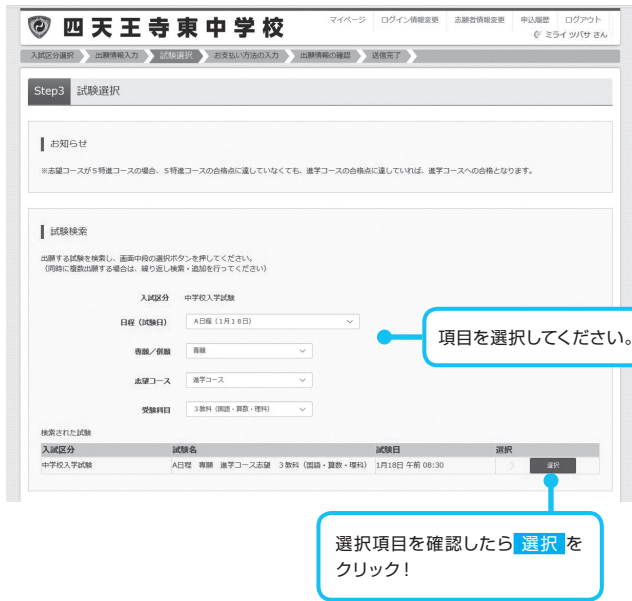 四天王寺東中学校
マイページ ログイン情報変更 志願者情報変更 申込履歴 ログアウト
ミライ ツバサ さん
入試区分選択 出願情報入力 試験選択 お支払い方法の入力 出願情報の確認 送信完了
Step3 試験選択
お知らせ
※志望コースがS特進コースの場合、S特進コースの合格点に達していなくても、進学コースの合格点に達していれば、進学コースへの合格となります。
試験検索
出願する試験を検索し、画面中段の選択ボタンを押してください。
(同時に複数出願する場合は、繰り返し検索・追加を行ってください)
入試区分 中学校入学試験
日程(試験日) A日程(1月18日)
専願/併願 専願
志望コース 進学コース
受験科目 3教科(国語・算数・理科)
項目を選択してください。
検索された試験
入試区分 試験名 試験日 選択
中学校入学試験 A日程 専願 進学コース志望 3教科(国語・算数・理科) 1月18日 午前 08:30 選択
選択項目を確認したら 選択 を
クリック!